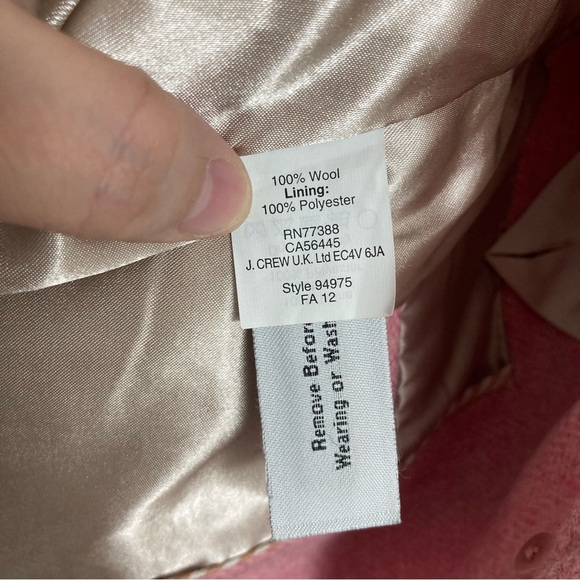 100% Wool
Lining:
100% Polyester
RN77388
CA56445
J. CREW U.K. Ltd EC4V 6JA
Style 94975
FA 12
Remove Before
Wearing or Wash